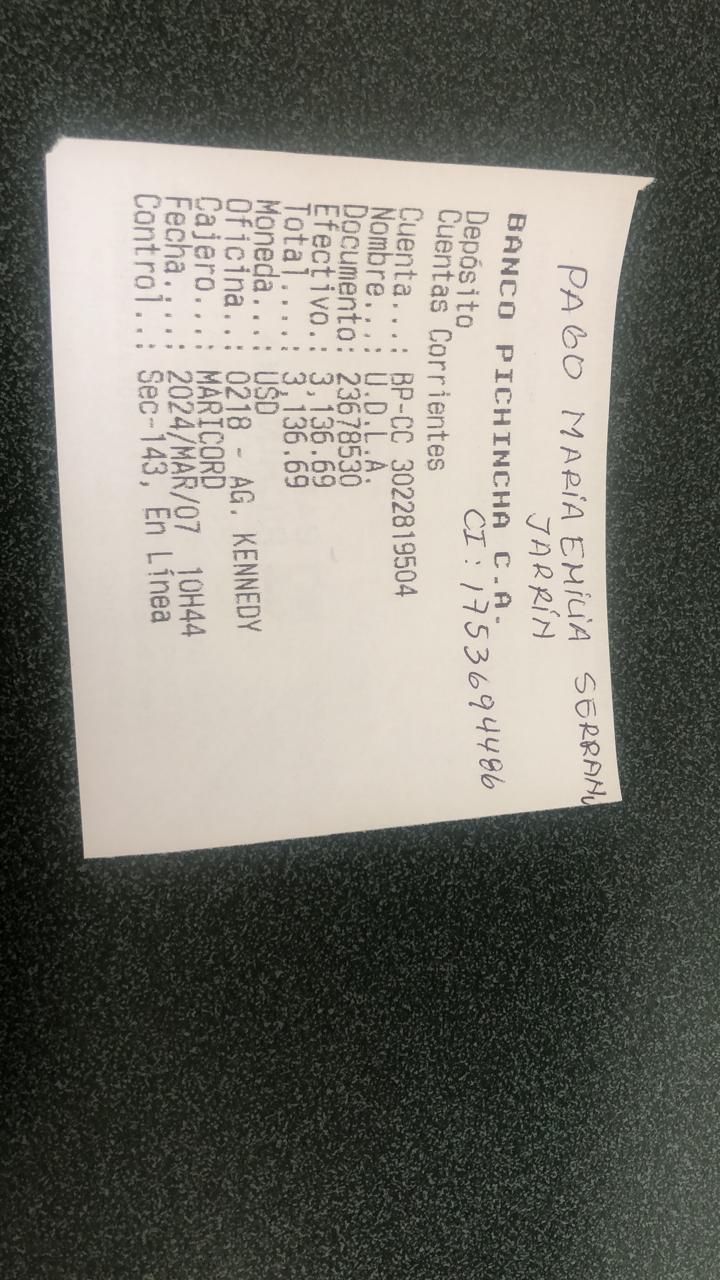 PAGO MARÍA EMILIA SERRANO
JARRÍN
BANCO PICHINCHA C.A.
Depósito
CI: 1753694486
Cuentas Corrientes
Cuenta...: BP-CC 3022819504
Nombre...: U.D.L.A.
Documento: 23678530
Efectivo.: 3,136.69
Total....: 3,136.69
Moneda...: USD
Oficina..: 0218 - AG. KENNEDY
Cajero...: MARICORD
Fecha....: 2024/MAR/07 10H44
Control..: Sec-143, En Línea